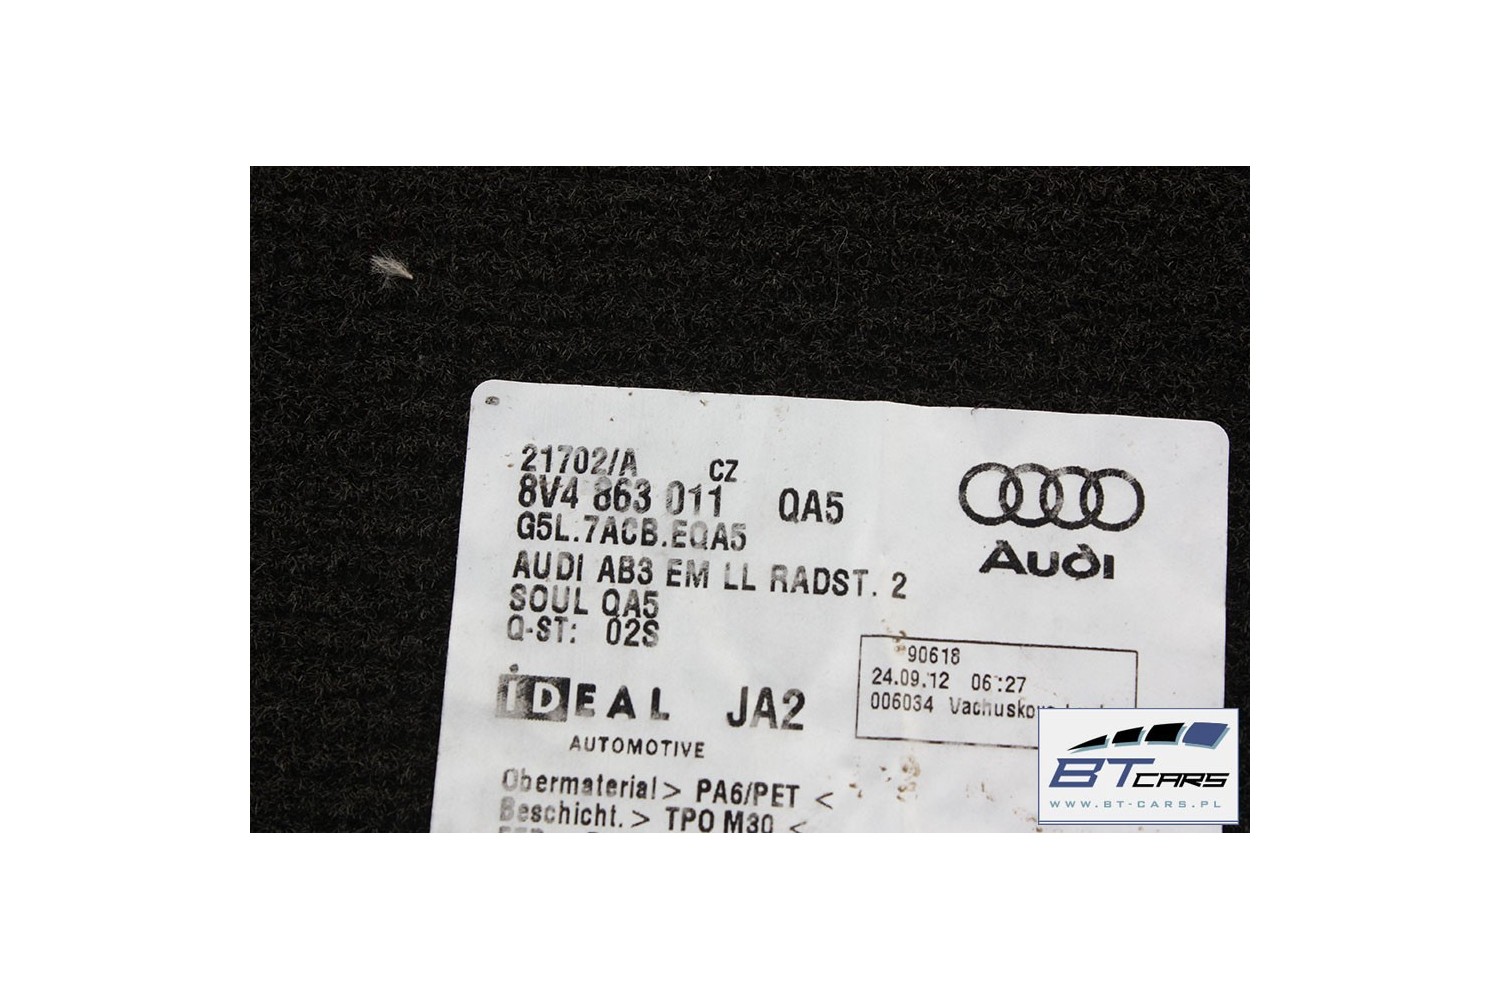 21702/A CZ
8V4 863 011 QA5
G5L.7ACB.EQA5
AUDI AB3 EM LL RADST. 2
SOUL QA5
Q-ST: 02S
Audi
90618
24.09.12 06:27
006034
IDEAL JA2
AUTOMOTIVE
Obermaterial> PA6/PET <
Beschicht.> TPO M30 <
BT CARS
WWW.BT-CARS.PL